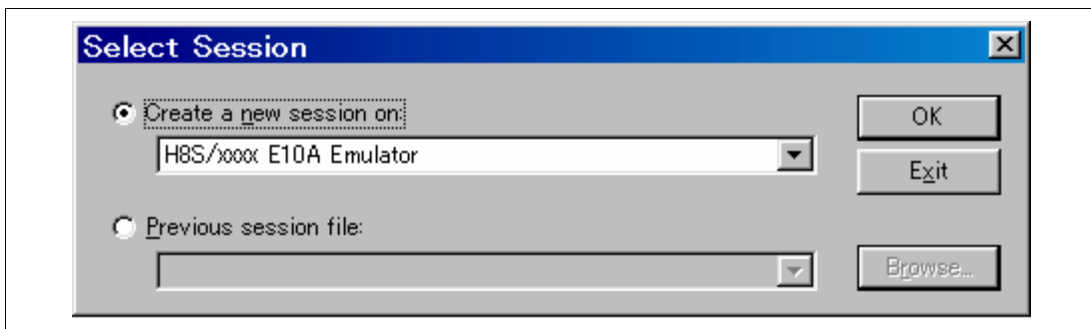 Select Session
Create a new session on:
OK
H8S/xxxx E10A Emulator
Exit
Previous session file:
Browse...